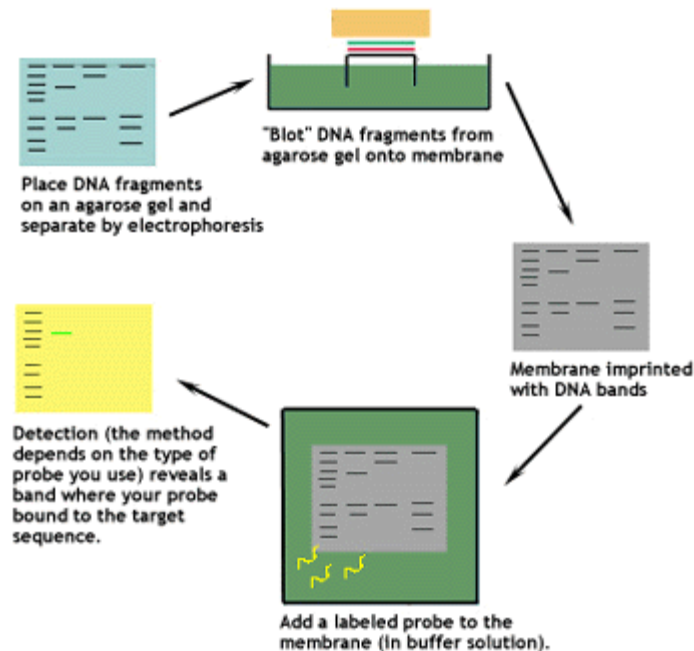 Place DNA fragments
on an agarose gel and
separate by electrophoresis
"Blot" DNA fragments from
agarose gel onto membrane
Membrane imprinted
with DNA bands
Add a labeled probe to the
membrane (in buffer solution).
Detection (the method
depends on the type of
probe you use) reveals a
band where your probe
bound to the target
sequence.